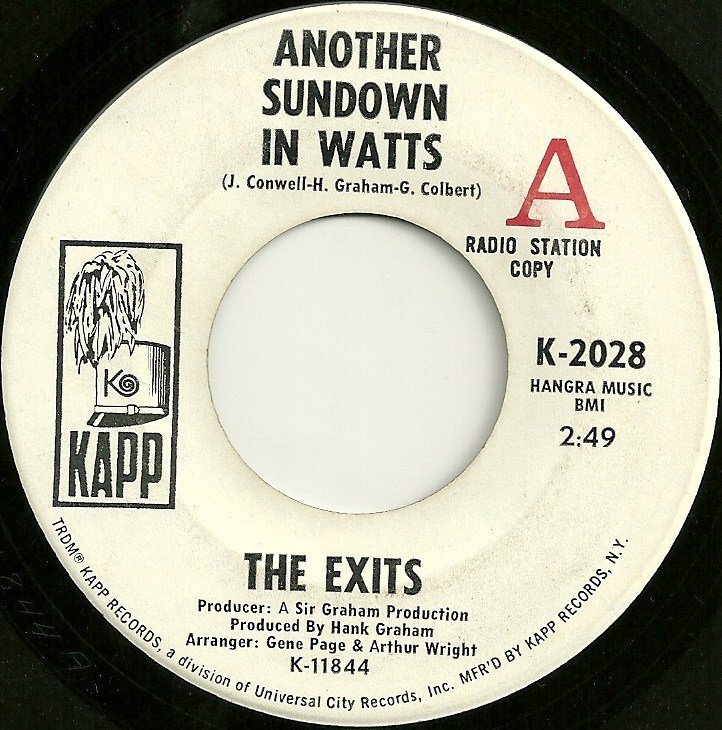 ANOTHER
SUNDOWN
IN WATTS
(J. Conwell-H. Graham-G. Colbert)
A
RADIO STATION
COPY
K
KAPP
K-2028
HANGRA MUSIC
BMI
2:49
THE EXITS
Producer: A Sir Graham Production
Produced By Hank Graham
Arranger: Gene Page & Arthur Wright
K-11844
TRDM® KAPP RECORDS, a division of Universal City Records, Inc. MFR'D BY KAPP RECORDS, N.Y.